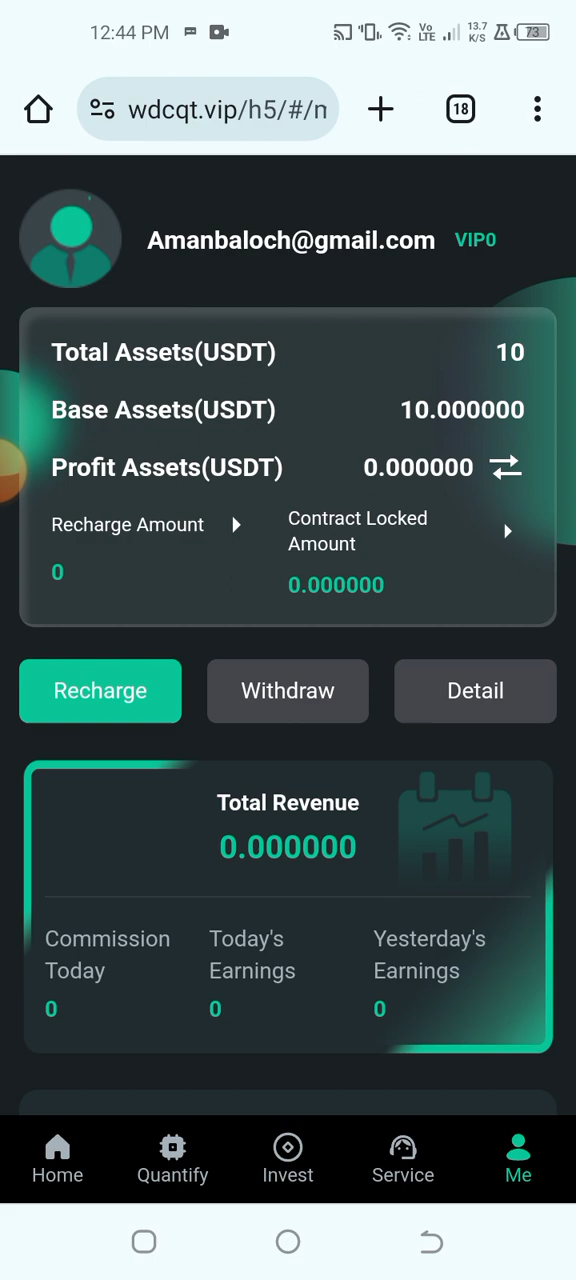 12:44 PM
Vo
LTE
13.7
K/S
73
wdcqt.vip/h5/#/n
18
Amanbaloch@gmail.com VIP0
Total Assets(USDT) 10
Base Assets(USDT) 10.000000
Profit Assets(USDT) 0.000000
Recharge Amount
Contract Locked
Amount
0
0.000000
Recharge Withdraw Detail
Total Revenue
0.000000
Commission Today's Yesterday's
Today Earnings Earnings
0 0 0
Home Quantify Invest Service Me